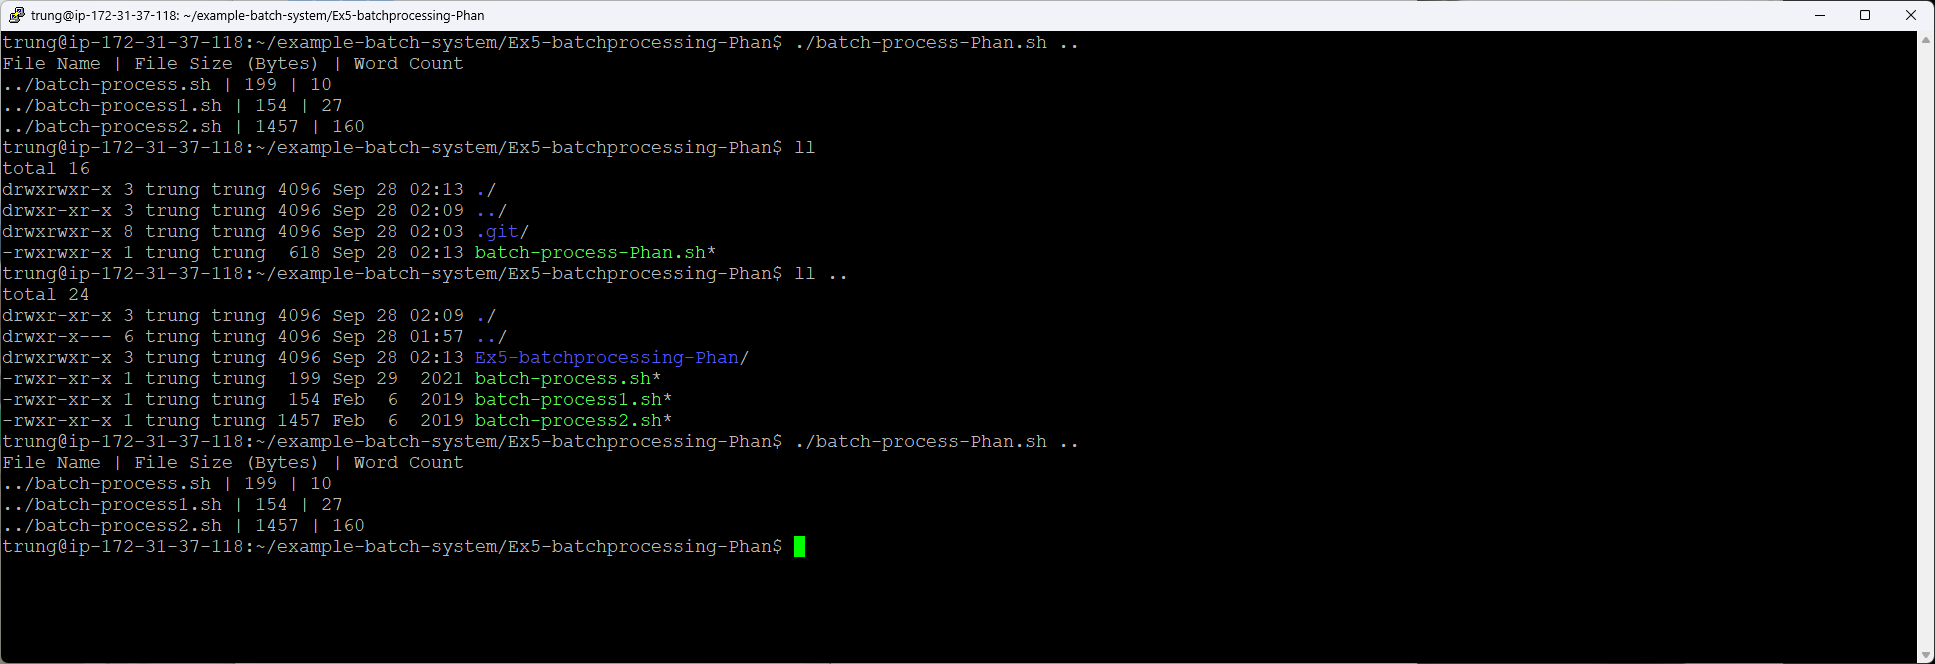 trung@ip-172-31-37-118: ~/example-batch-system/Ex5-batchprocessing-Phan
trung@ip-172-31-37-118:~/example-batch-system/Ex5-batchprocessing-Phan$ ./batch-process-Phan.sh ..
File Name | File Size (Bytes) | Word Count
../batch-process.sh | 199 | 10
../batch-process1.sh | 154 | 27
../batch-process2.sh | 1457 | 160
trung@ip-172-31-37-118:~/example-batch-system/Ex5-batchprocessing-Phan$ ll
total 16
drwxrwxr-x 3 trung trung 4096 Sep 28 02:13 ./
drwxr-xr-x 3 trung trung 4096 Sep 28 02:09 ../
drwxrwxr-x 8 trung trung 4096 Sep 28 02:03 .git/
-rwxrwxr-x 1 trung trung  618 Sep 28 02:13 batch-process-Phan.sh*
trung@ip-172-31-37-118:~/example-batch-system/Ex5-batchprocessing-Phan$ ll ..
total 24
drwxr-xr-x 3 trung trung 4096 Sep 28 02:09 ./
drwxr-x--- 6 trung trung 4096 Sep 28 01:57 ../
drwxrwxr-x 3 trung trung 4096 Sep 28 02:13 Ex5-batchprocessing-Phan/
-rwxr-xr-x 1 trung trung  199 Sep 29  2021 batch-process.sh*
-rwxr-xr-x 1 trung trung  154 Feb  6  2019 batch-process1.sh*
-rwxr-xr-x 1 trung trung 1457 Feb  6  2019 batch-process2.sh*
trung@ip-172-31-37-118:~/example-batch-system/Ex5-batchprocessing-Phan$ ./batch-process-Phan.sh ..
File Name | File Size (Bytes) | Word Count
../batch-process.sh | 199 | 10
../batch-process1.sh | 154 | 27
../batch-process2.sh | 1457 | 160
trung@ip-172-31-37-118:~/example-batch-system/Ex5-batchprocessing-Phan$